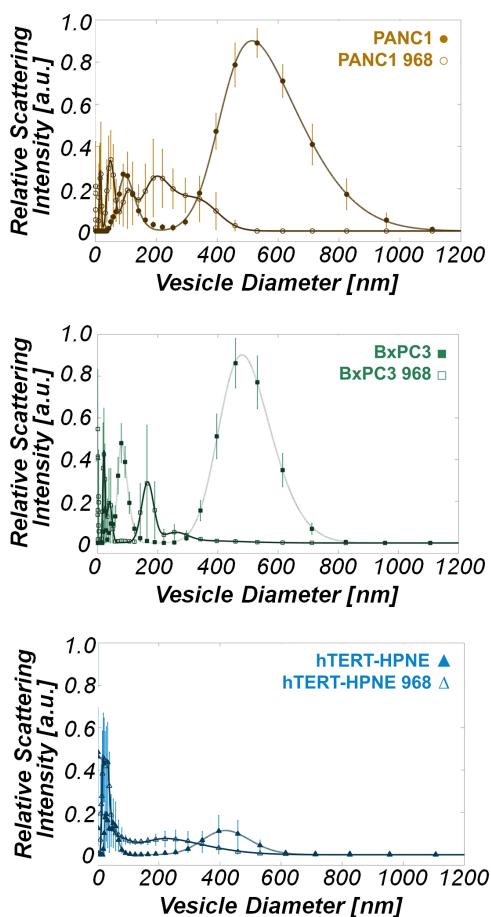 Relative Scattering
Intensity [a.u.]
1.0
0.8
0.6
0.4
0.2
0
PANC1
PANC1 968
0 200 400 600 800 1000 1200
Vesicle Diameter [nm]
Relative Scattering
Intensity [a.u.]
1.0
0.8
0.6
0.4
0.2
0
BxPC3
BxPC3 968
0 200 400 600 800 1000 1200
Vesicle Diameter [nm]
Relative Scattering
Intensity [a.u.]
1.0
0.8
0.6
0.4
0.2
0
hTERT-HPNE
hTERT-HPNE 968
0 200 400 600 800 1000 1200
Vesicle Diameter [nm]